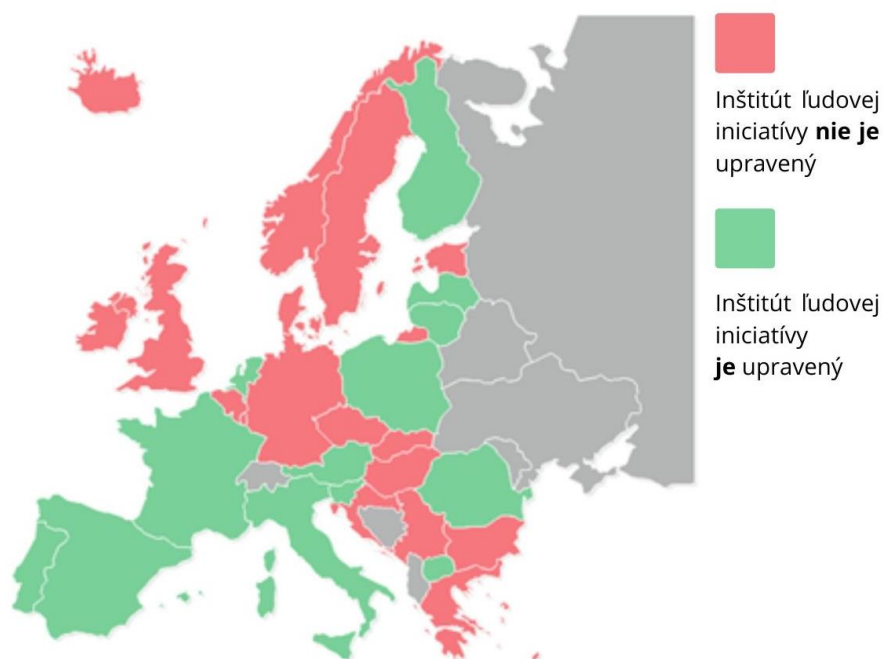 Inštitút ľudovej
iniciatívy nie je
upravený
Inštitút ľudovej
iniciatívy
je upravený